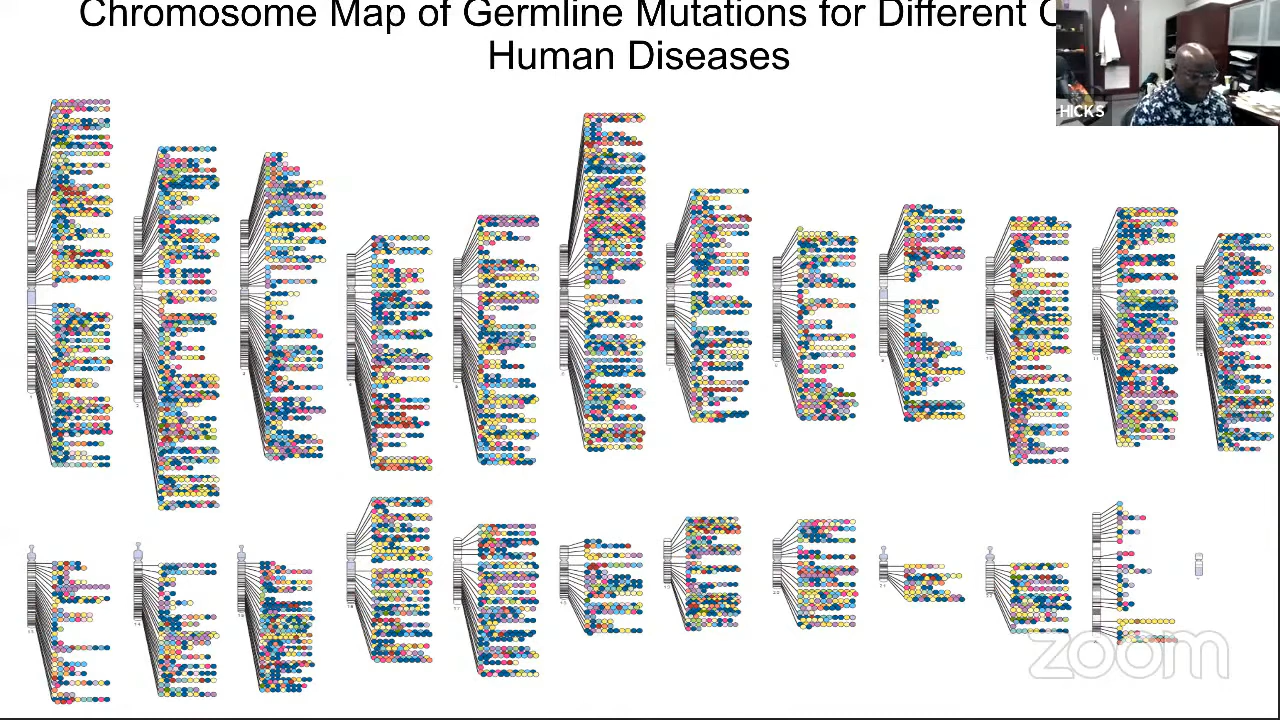 Chromosome Map of Germline Mutations for Different
Human Diseases
HICKS
zoom